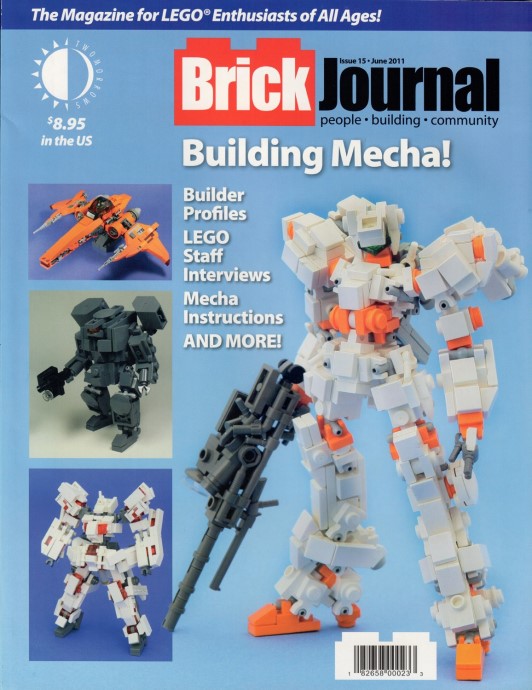 The Magazine for LEGO® Enthusiasts of All Ages!
TWOMORROWS
$8.95
in the US
Issue 15 • June 2011
Brick Journal
people • building • community
Building Mecha!
Builder
Profiles
LEGO
Staff
Interviews
Mecha
Instructions
AND MORE!
1 62658 00023 3